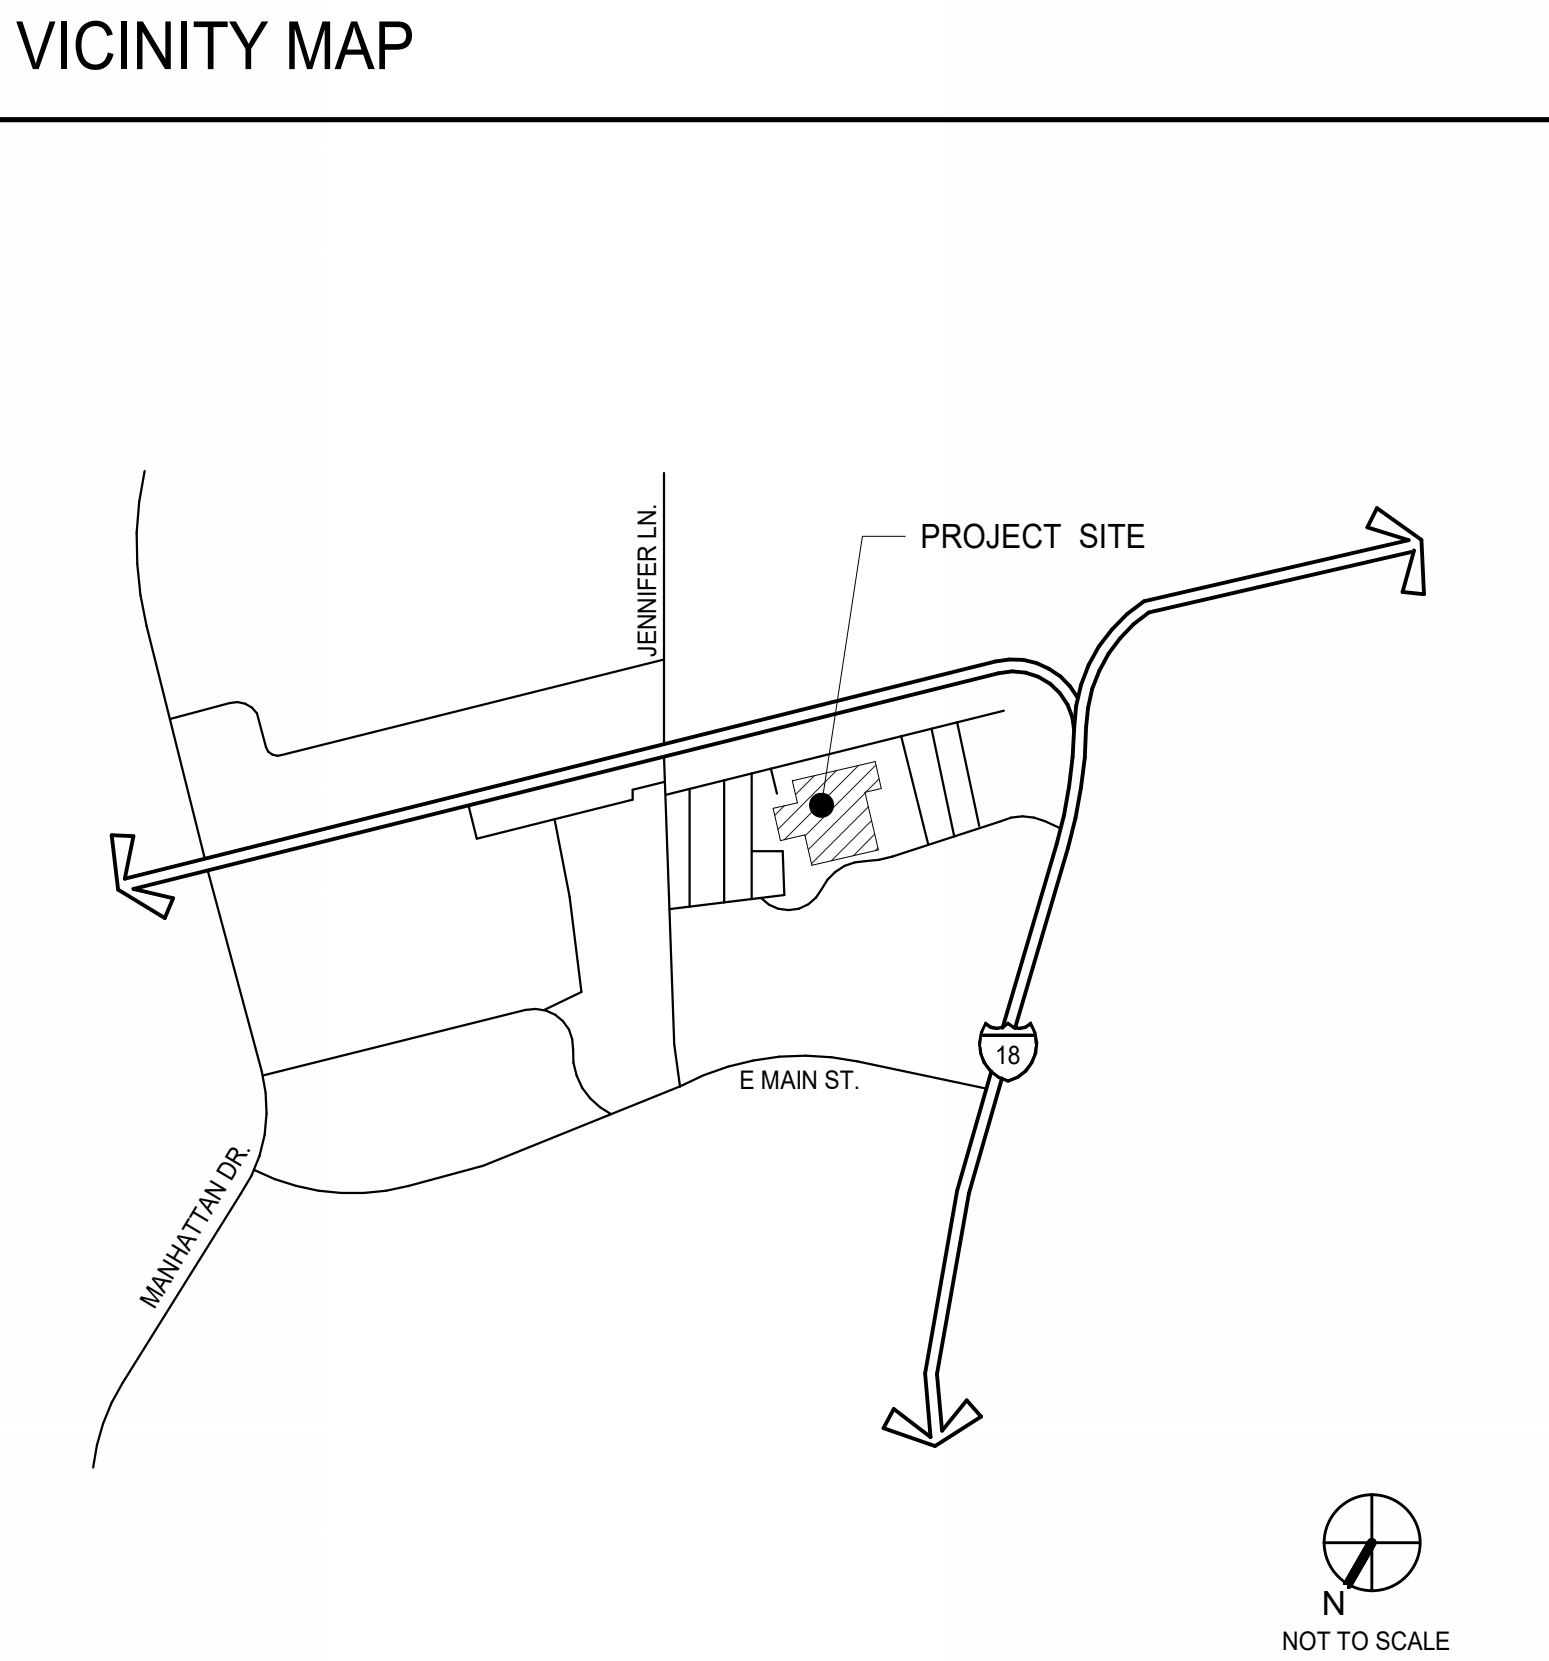 VICINITY MAP
JENNIFER LN.
PROJECT SITE
18
E MAIN ST.
MANHATTAN DR.
N
NOT TO SCALE